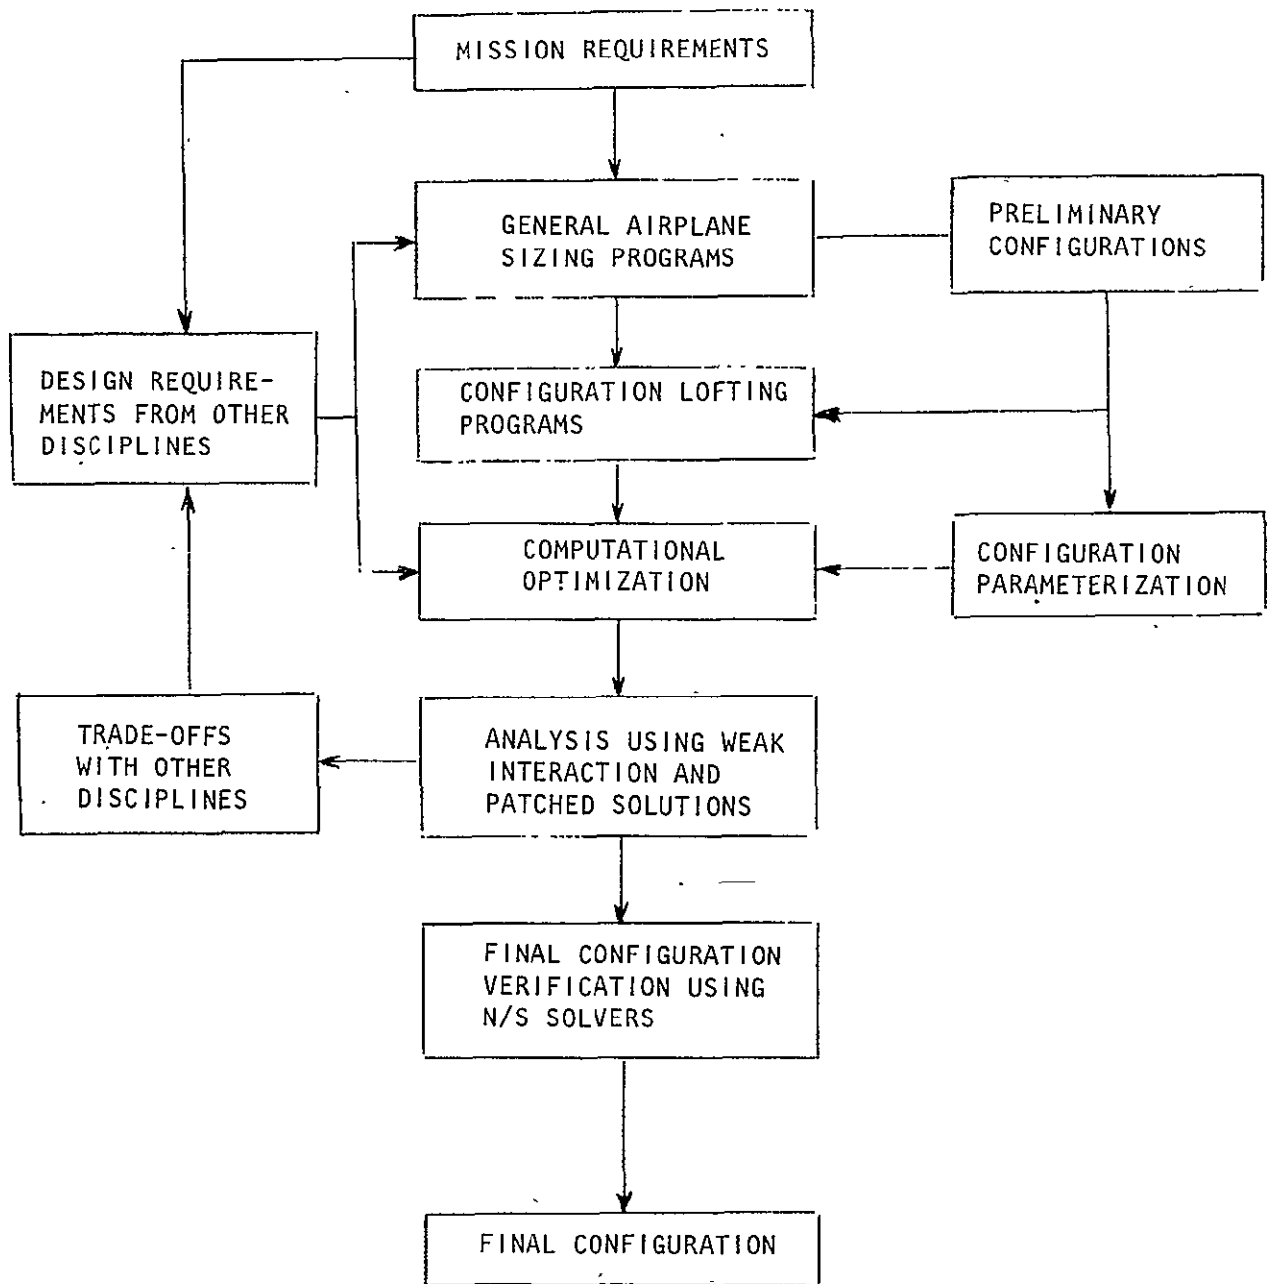 MISSION REQUIREMENTS
GENERAL AIRPLANE
SIZING PROGRAMS
PRELIMINARY
CONFIGURATIONS
DESIGN REQUIRE-
MENTS FROM OTHER
DISCIPLINES
CONFIGURATION LOFTING
PROGRAMS
COMPUTATIONAL
OPTIMIZATION
CONFIGURATION
PARAMETERIZATION
TRADE-OFFS
WITH OTHER
DISCIPLINES
ANALYSIS USING WEAK
INTERACTION AND
PATCHED SOLUTIONS
FINAL CONFIGURATION
VERIFICATION USING
N/S SOLVERS
FINAL CONFIGURATION